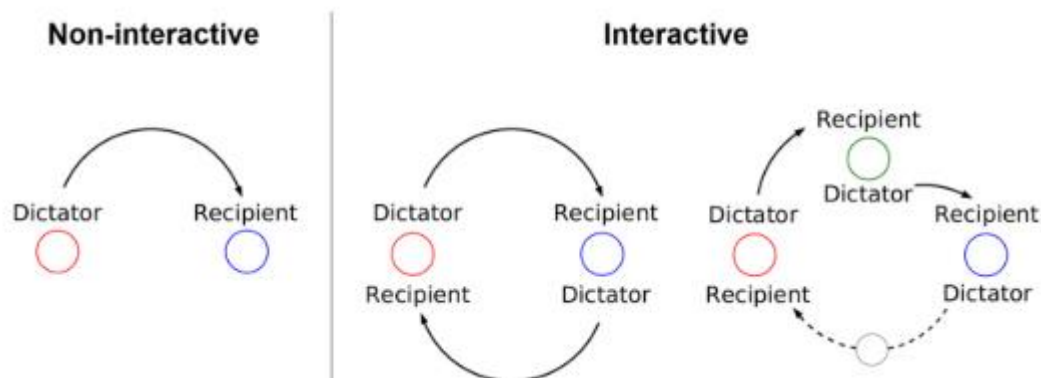 Non-interactive
Dictator
Recipient
Interactive
Dictator
Recipient
Recipient
Dictator
Recipient
Dictator
Dictator
Recipient
Recipient
Dictator